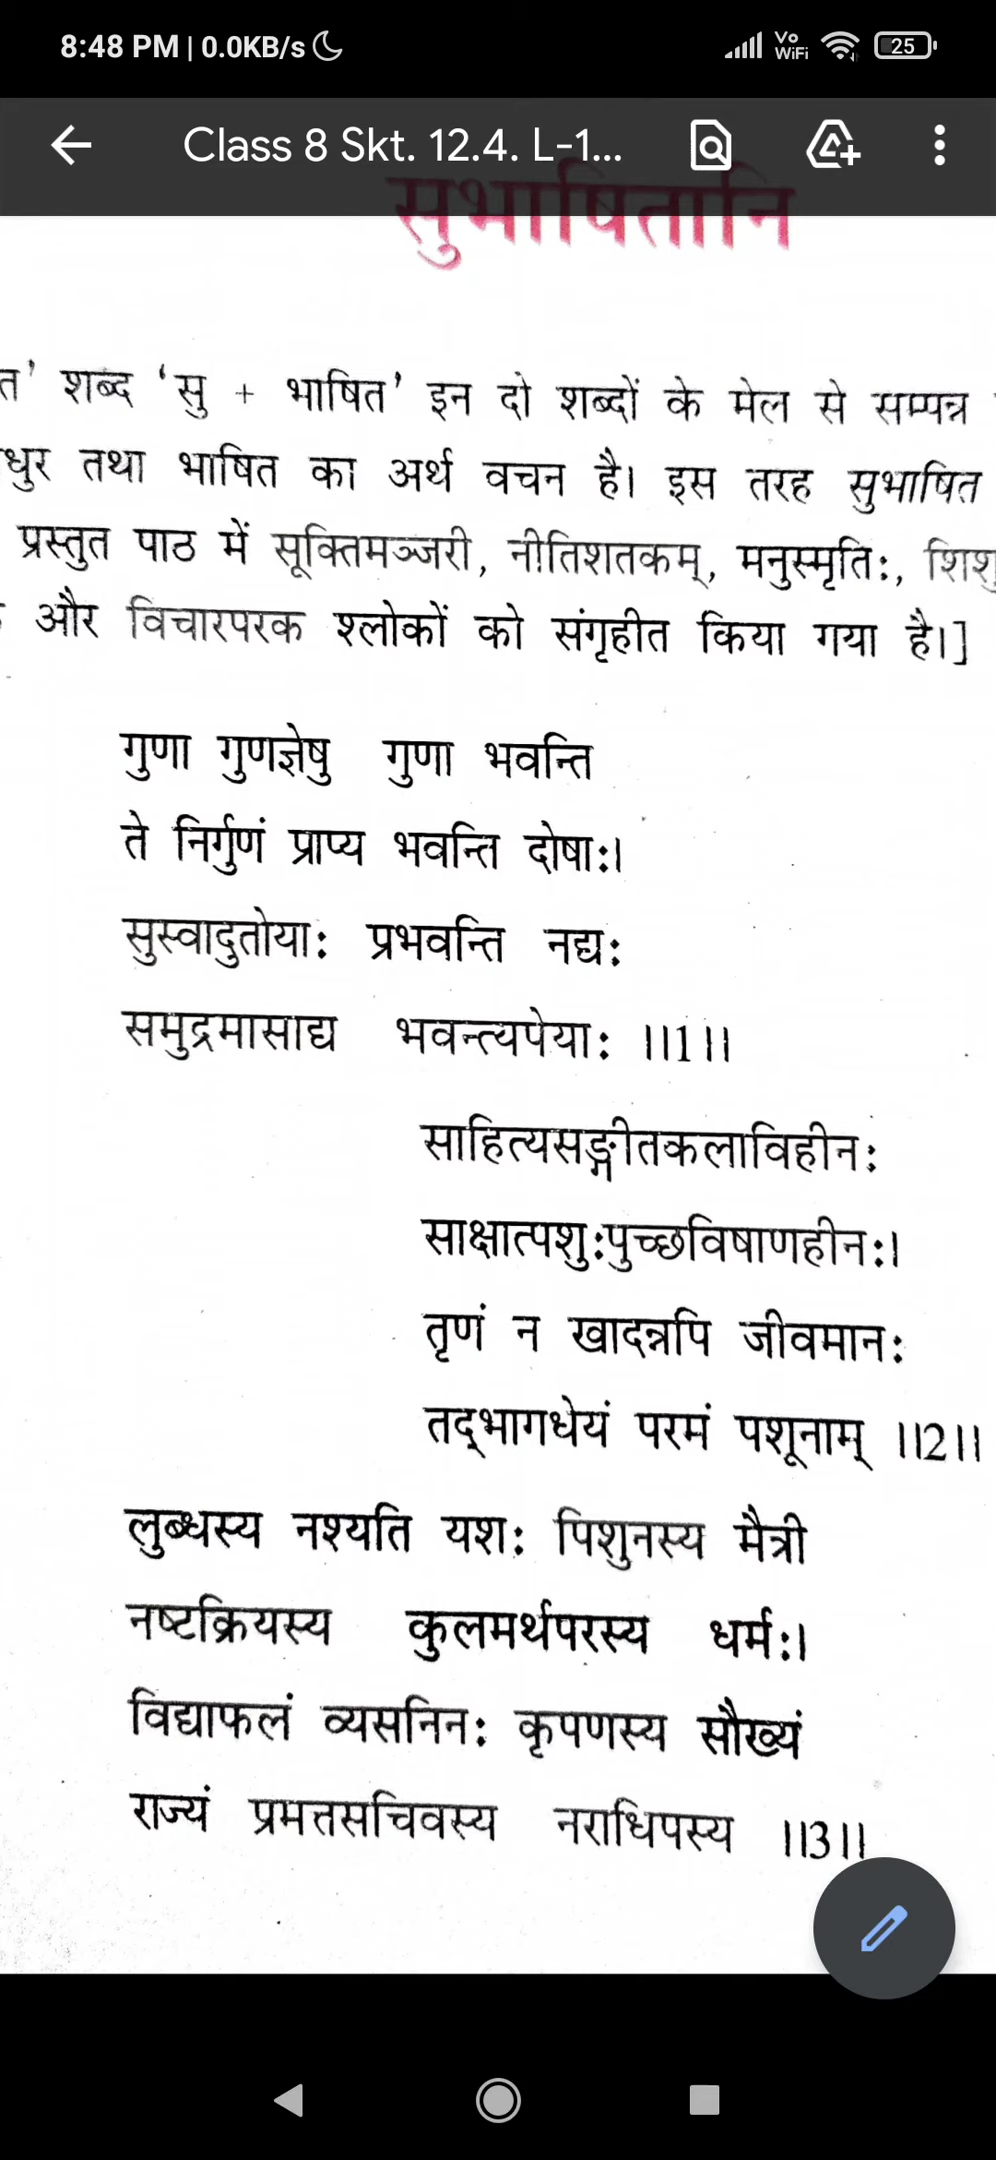 8:48 PM | 0.0KB/s
Vo WiFi 25
Class 8 Skt. 12.4. L-1...
सुभाषितानि
त’ शब्द ‘सु + भाषित’ इन दो शब्दों के मेल से सम्पन्न
धुर तथा भाषित का अर्थ वचन है। इस तरह सुभाषित
प्रस्तुत पाठ में सूक्तिमञ्जरी, नीतिशतकम्, मनुस्मृतिः, शिशु
और विचारपरक श्लोकों को संगृहीत किया गया है।]
गुणा गुणज्ञेषु गुणा भवन्ति
ते निर्गुणं प्राप्य भवन्ति दोषाः।
सुस्वादुतोयाः प्रभवन्ति नद्यः
समुद्रमासाद्य भवन्त्यपेयाः ।।1।।
साहित्यसङ्गीतकलाविहीनः
साक्षात्पशुःपुच्छविषाणहीनः।
तृणं न खादन्नपि जीवमानः
तद्भागधेयं परमं पशूनाम् ।।2।।
लुब्धस्य नश्यति यशः पिशुनस्य मैत्री
नष्टक्रियस्य कुलमर्थपरस्य धर्मः।
विद्याफलं व्यसनिनः कृपणस्य सौख्यं
राज्यं प्रमत्तसचिवस्य नराधिपस्य ।।3।।